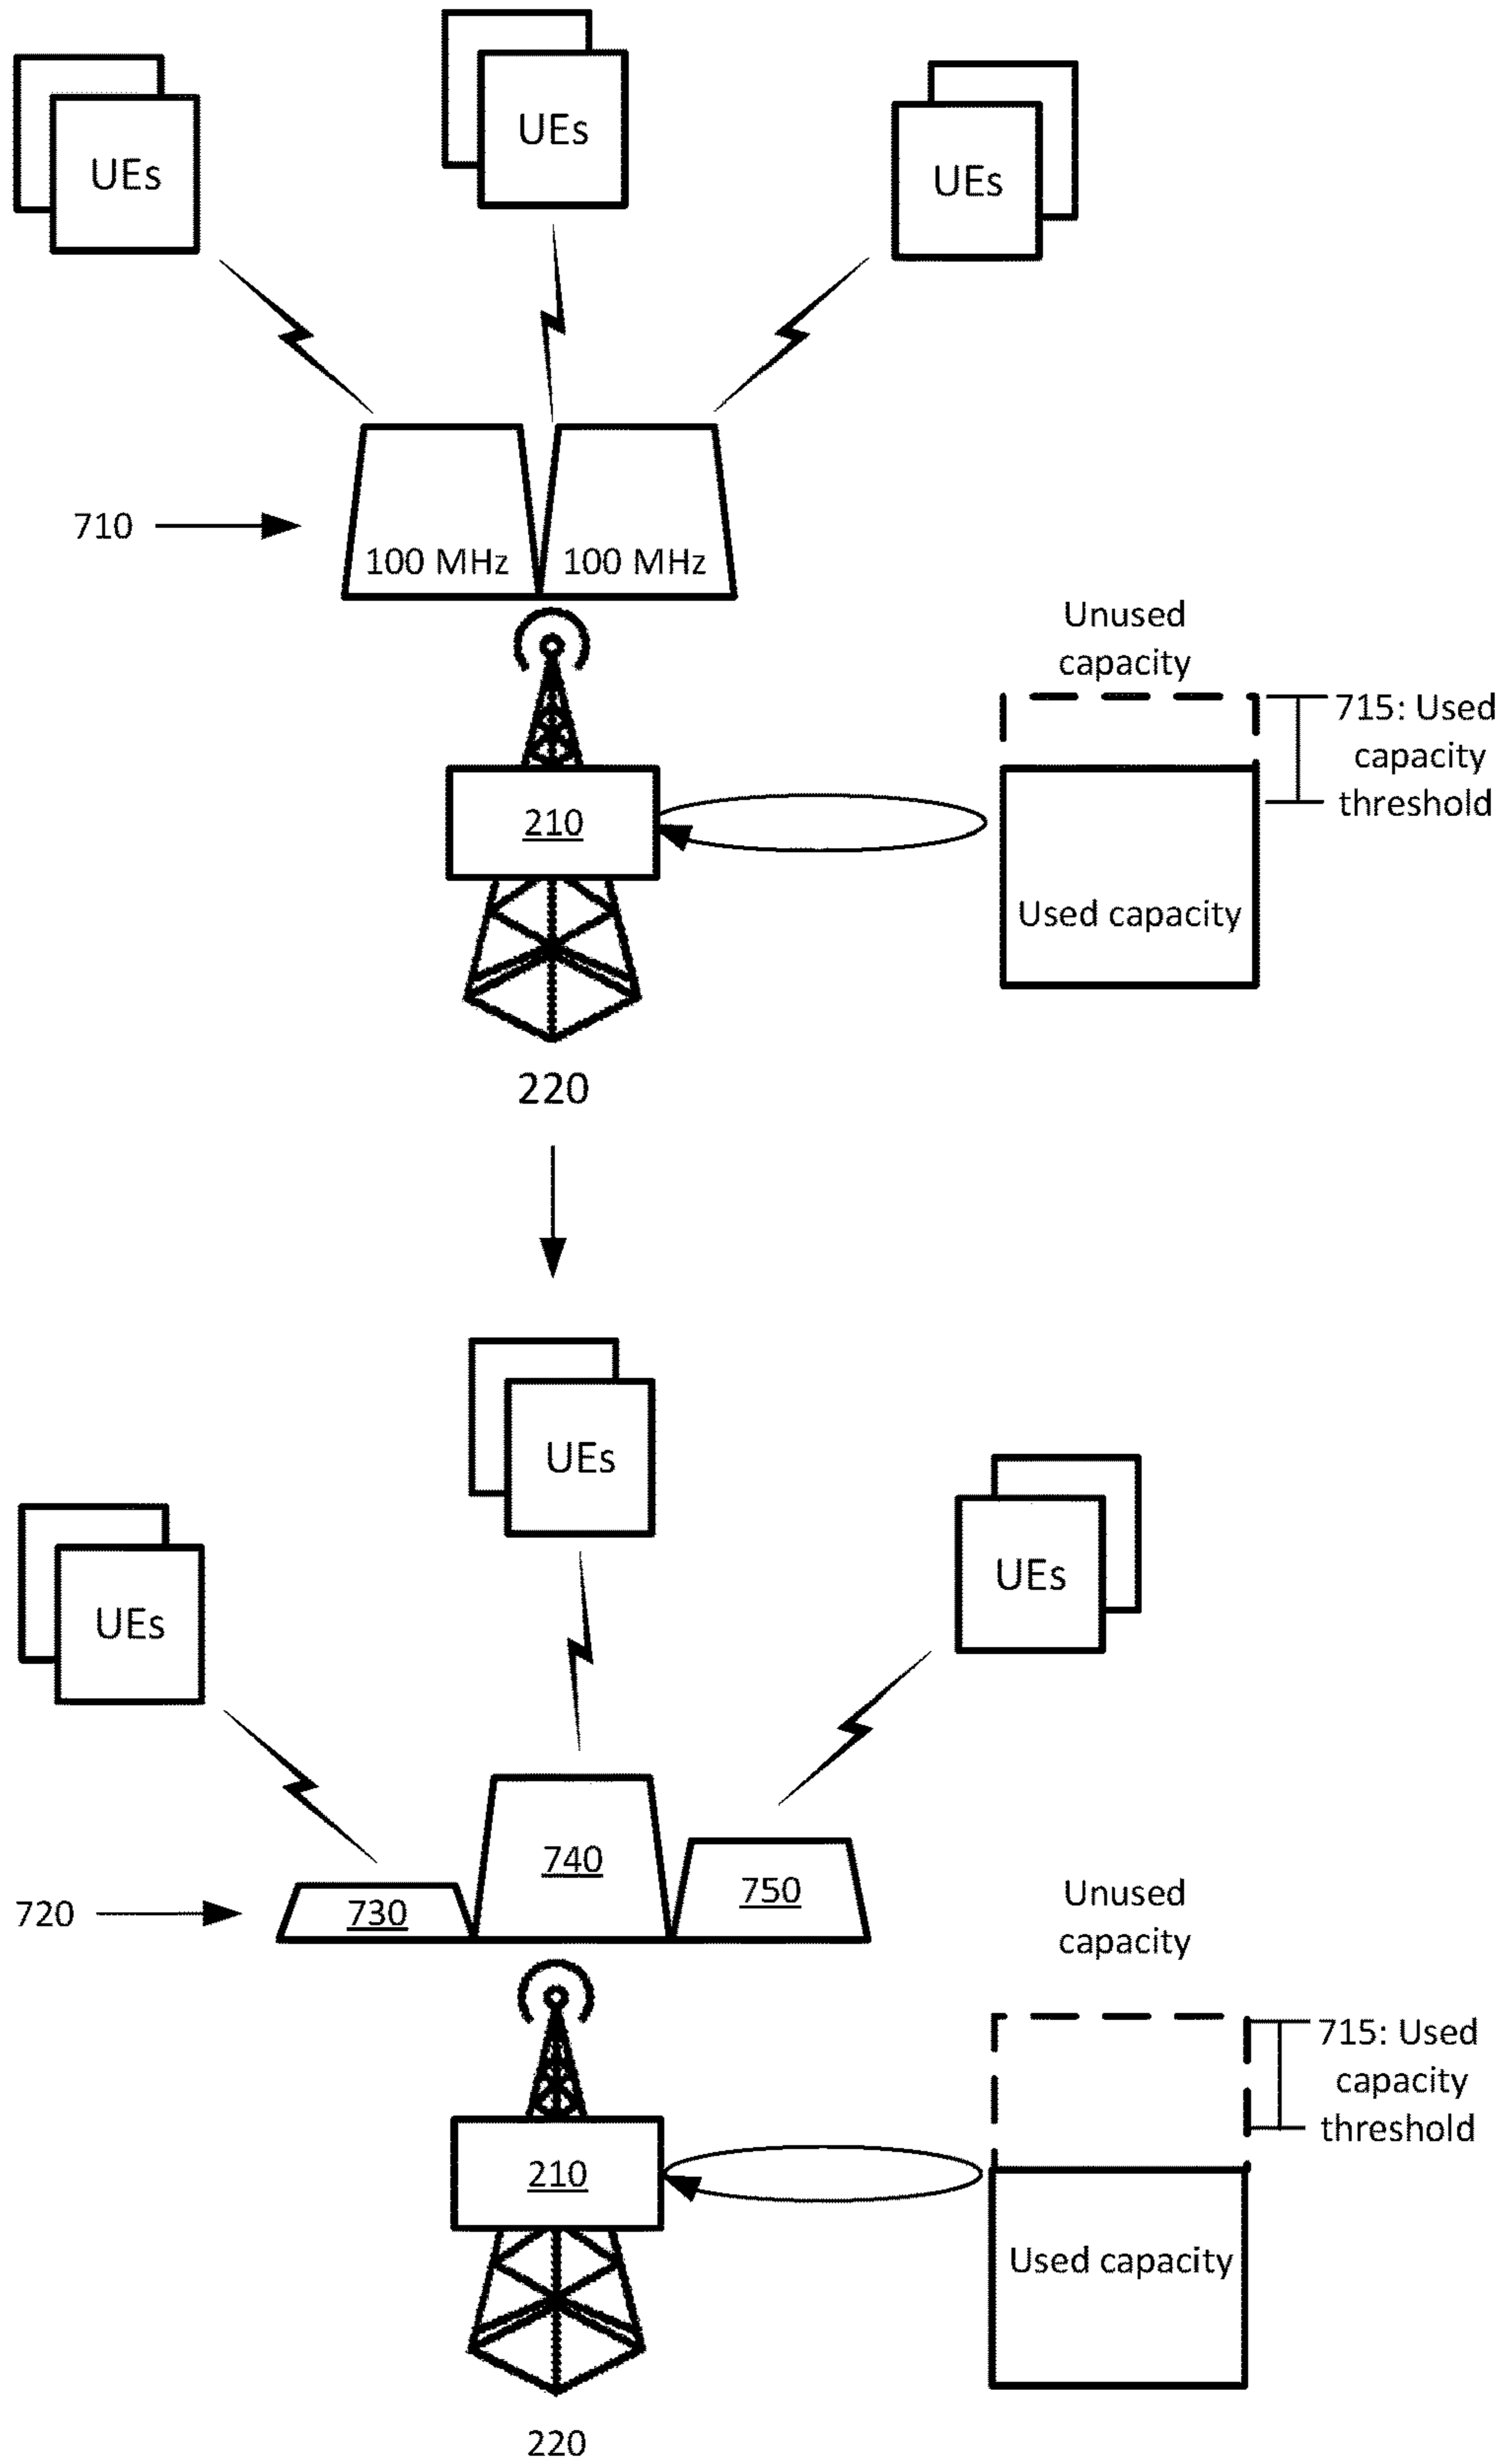 UEs
UEs
UEs
710
100 MHz
100 MHz
Unused
capacity
715: Used
capacity
threshold
210
Used capacity
220
UEs
UEs
UEs
740
750
730
720
Unused
capacity
715: Used
capacity
threshold
210
Used capacity
220